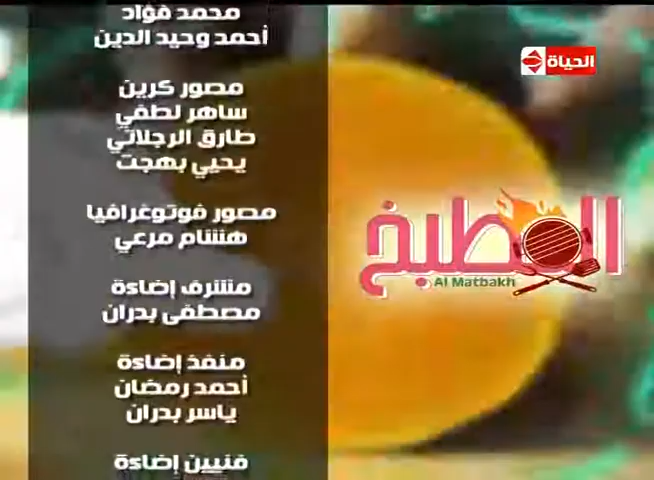 محمد فؤاد
أحمد وحيد الدين
مصور كرين
ساهر لطفي
طارق الرجلاتي
يحيي بهجت
مصور فوتوغرافيا
هشام مرعي
مشرف إضاءة
مصطفى بدران
منفذ إضاءة
أحمد رمضان
ياسر بدران
فنيين إضاءة
الحياة
المطبخ
Al Matbakh